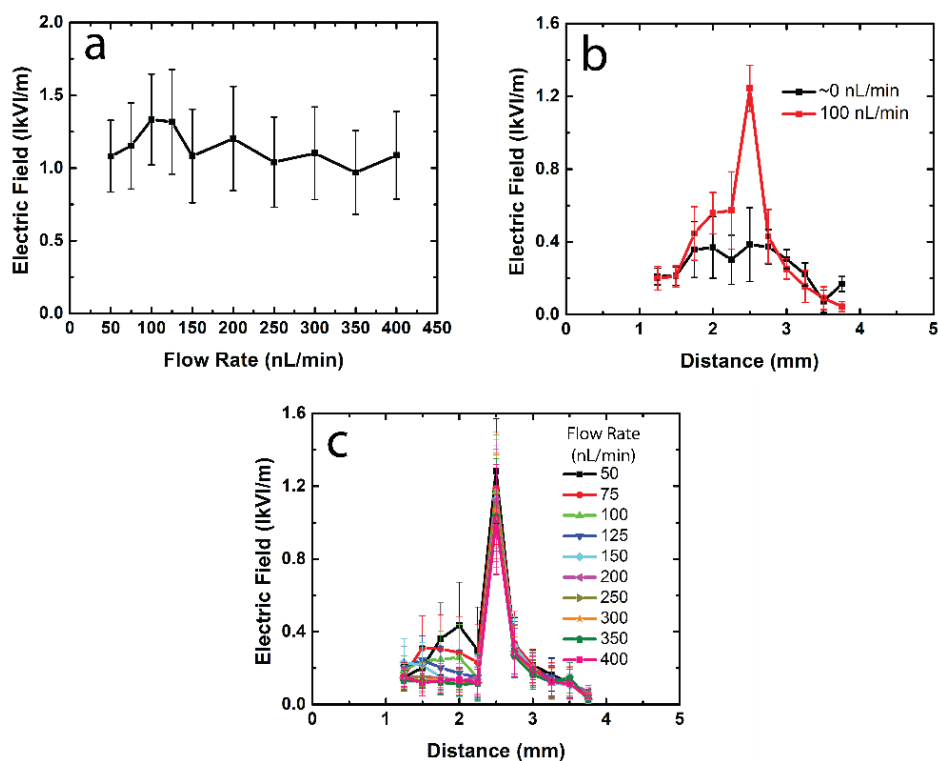 a
Electric Field (lkVl/m)
2.0
1.5
1.0
0.5
0.0
0 50 100 150 200 250 300 350 400 450
Flow Rate (nL/min)
b
Electric Field (lkVl/m)
1.6
1.2
0.8
0.4
0.0
~0 nL/min
100 nL/min
0 1 2 3 4 5
Distance (mm)
c
Electric Field (lkVl/m)
1.6
1.2
0.8
0.4
0.0
Flow Rate
(nL/min)
50
75
100
125
150
200
250
300
350
400
0 1 2 3 4 5
Distance (mm)